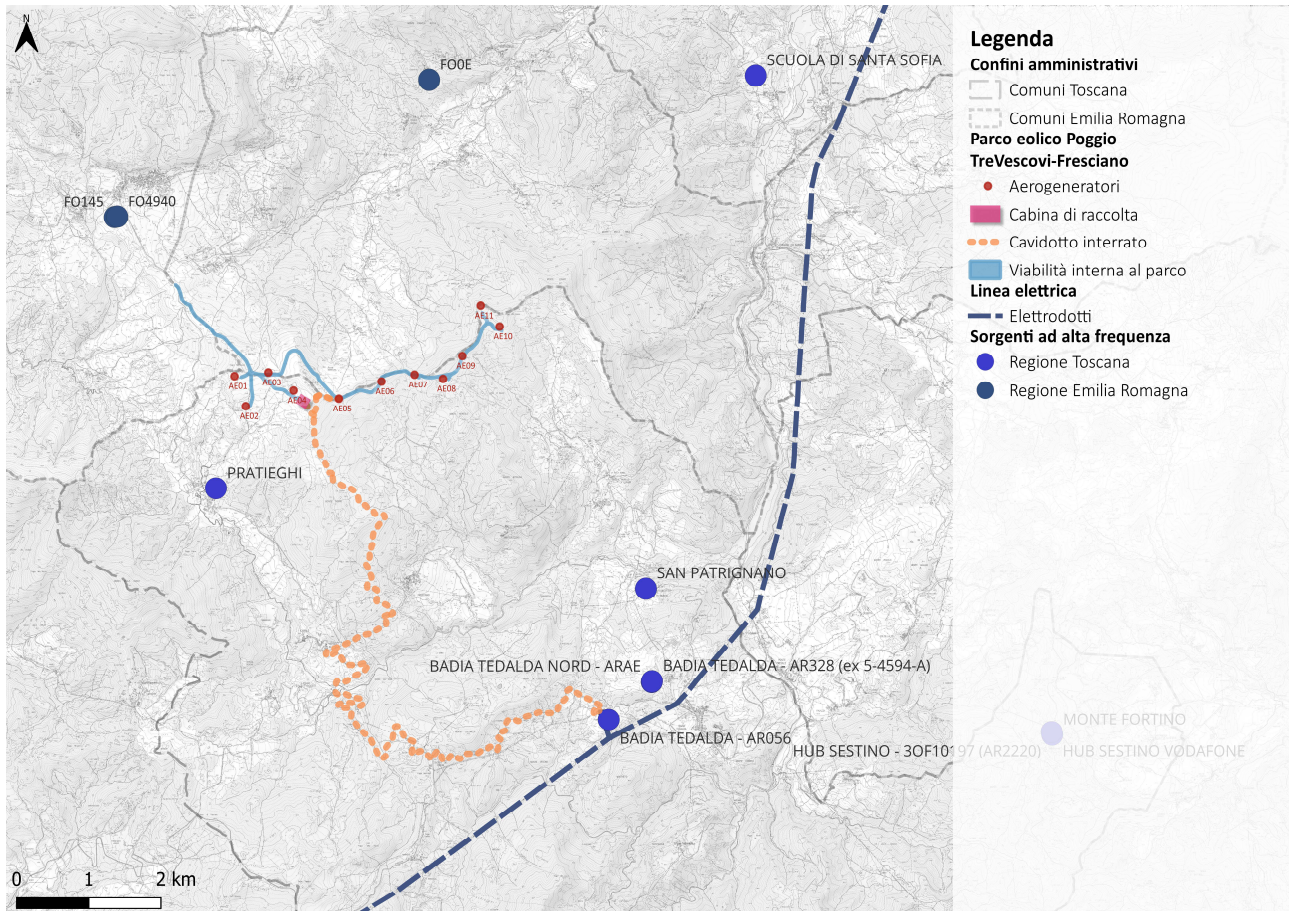 N
FO0E
SCUOLA DI SANTA SOFIA
FO145 FO4940
AE11
AE10
AE09
AE01
AE03
AE07
AE08
AE06
AE04
AE02
AE05
PRATIEGHI
SAN PATRIGNANO
BADIA TEDALDA NORD - ARAE
BADIA TEDALDA - AR328 (ex 5-4594-A)
BADIA TEDALDA - AR056
MONTE FORTINO
HUB SESTINO - 3OF10197 (AR2220)
HUB SESTINO VODAFONE
0 1 2 km
Legenda
Confini amministrativi
Comuni Toscana
Comuni Emilia Romagna
Parco eolico Poggio
TreVescovi-Fresciano
Aerogeneratori
Cabina di raccolta
Cavidotto interrato
Viabilità interna al parco
Linea elettrica
Elettrodotti
Sorgenti ad alta frequenza
Regione Toscana
Regione Emilia Romagna